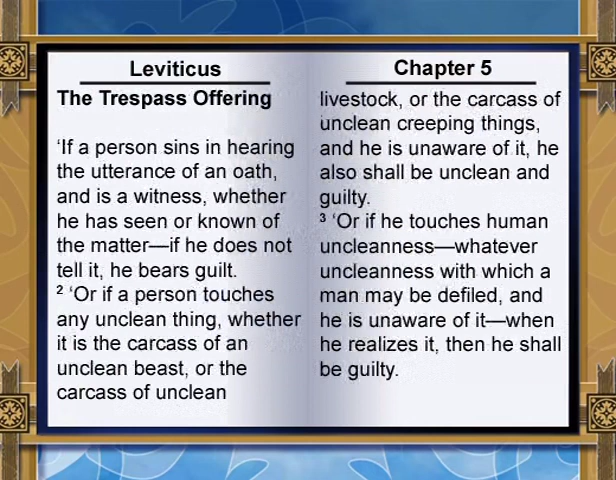 Leviticus
The Trespass Offering
‘If a person sins in hearing
the utterance of an oath,
and is a witness, whether
he has seen or known of
the matter—if he does not
tell it, he bears guilt.
² ‘Or if a person touches
any unclean thing, whether
it is the carcass of an
unclean beast, or the
carcass of unclean
Chapter 5
livestock, or the carcass of
unclean creeping things,
and he is unaware of it, he
also shall be unclean and
guilty.
³ ‘Or if he touches human
uncleanness—whatever
uncleanness with which a
man may be defiled, and
he is unaware of it—when
he realizes it, then he shall
be guilty.